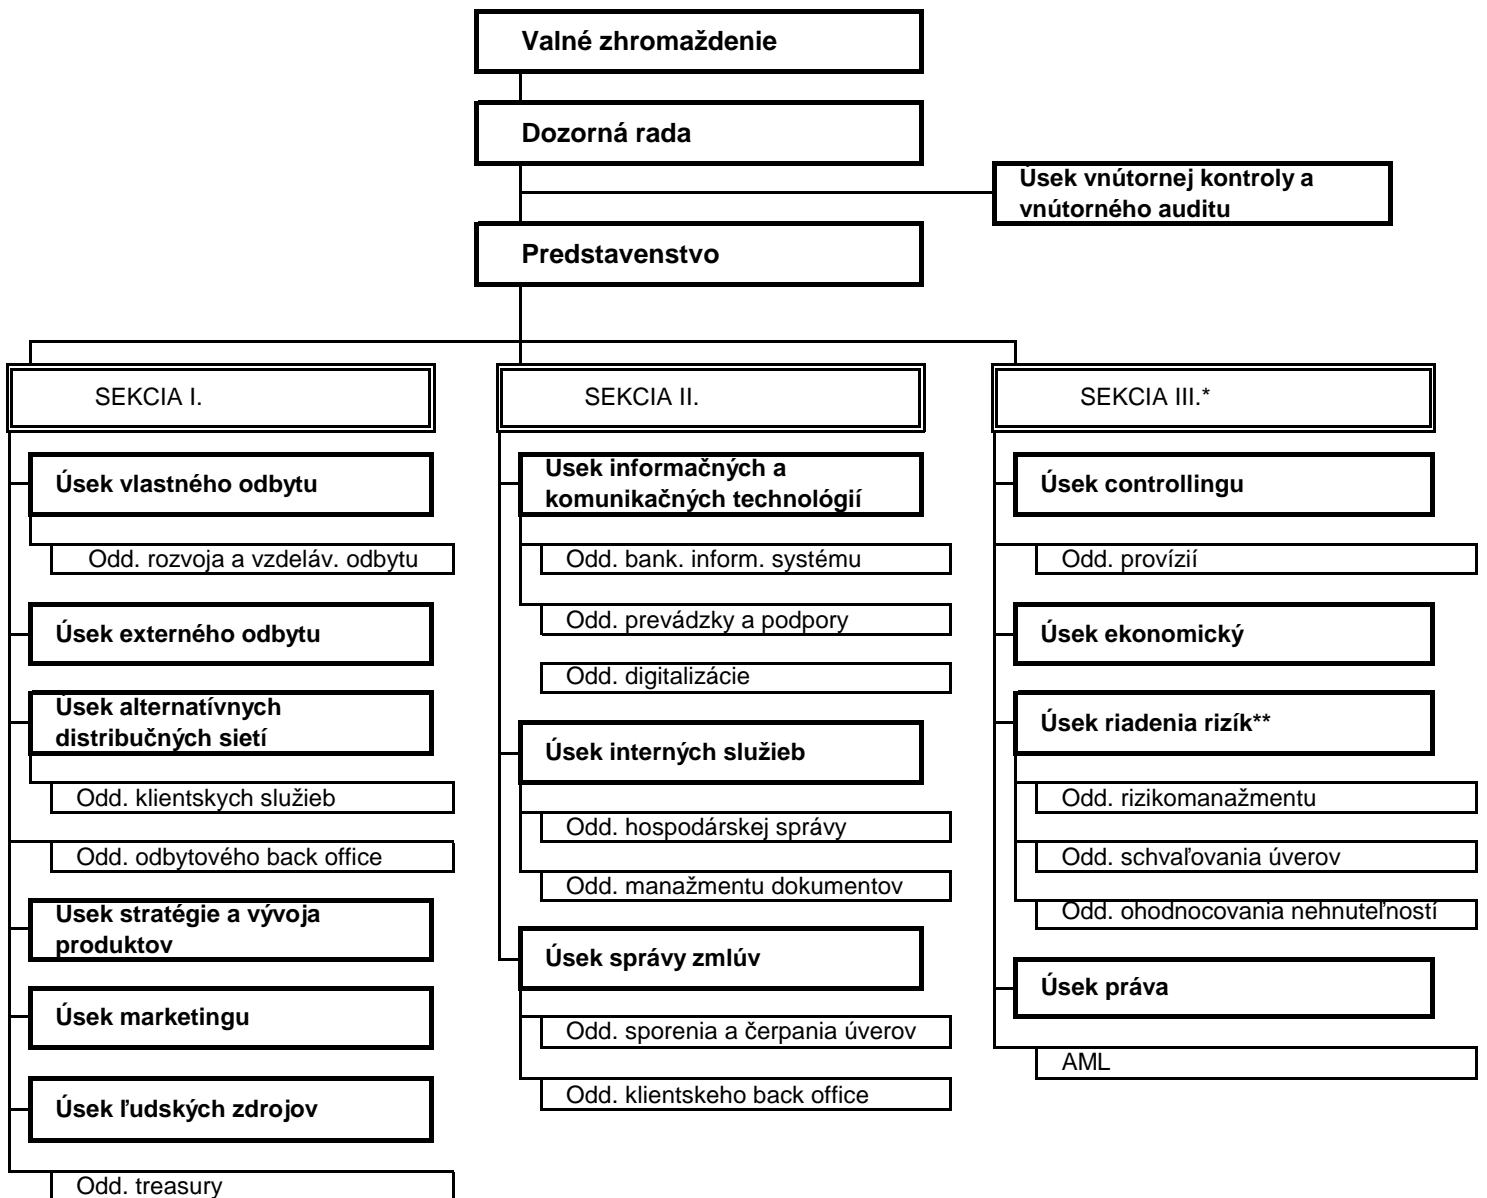 Valné zhromaždenie
Dozorná rada
Úsek vnútornej kontroly a
vnútorného auditu
Predstavenstvo
SEKCIA I.
Úsek vlastného odbytu
Odd. rozvoja a vzdeláv. odbytu
Úsek externého odbytu
Úsek alternatívnych
distribučných sietí
Odd. klientskych služieb
Odd. odbytového back office
Usek stratégie a vývoja
produktov
Úsek marketingu
Úsek ľudských zdrojov
Odd. treasury
SEKCIA II.
Usek informačných a
komunikačných technológií
Odd. bank. inform. systému
Odd. prevádzky a podpory
Odd. digitalizácie
Úsek interných služieb
Odd. hospodárskej správy
Odd. manažmentu dokumentov
Úsek správy zmlúv
Odd. sporenia a čerpania úverov
Odd. klientskeho back office
SEKCIA III.*
Úsek controllingu
Odd. provízií
Úsek ekonomický
Úsek riadenia rizík**
Odd. rizikomanažmentu
Odd. schvaľovania úverov
Odd. ohodnocovania nehnuteľností
Úsek práva
AML